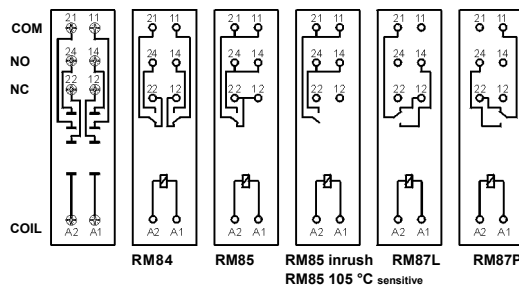 COM 21 11 21 11 21 11 21 11 21 11 21 11
NO 24 14 24 14 24 14 24 14 24 14 24 14
NC 22 12 22 12 22 12 22 12 22 12 22 12
COIL A2 A1 A2 A1 A2 A1 A2 A1 A2 A1 A2 A1
RM84 RM85 RM85 inrush RM87L RM87P
RM85 105 °C sensitive